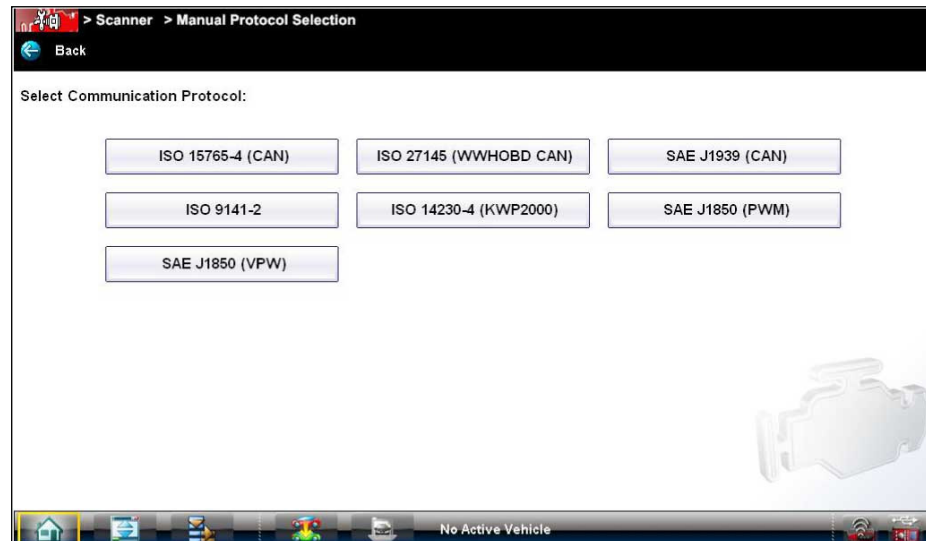 > Scanner > Manual Protocol Selection
Back
Select Communication Protocol:
ISO 15765-4 (CAN) ISO 27145 (WWHOBD CAN) SAE J1939 (CAN)
ISO 9141-2 ISO 14230-4 (KWP2000) SAE J1850 (PWM)
SAE J1850 (VPW)
No Active Vehicle